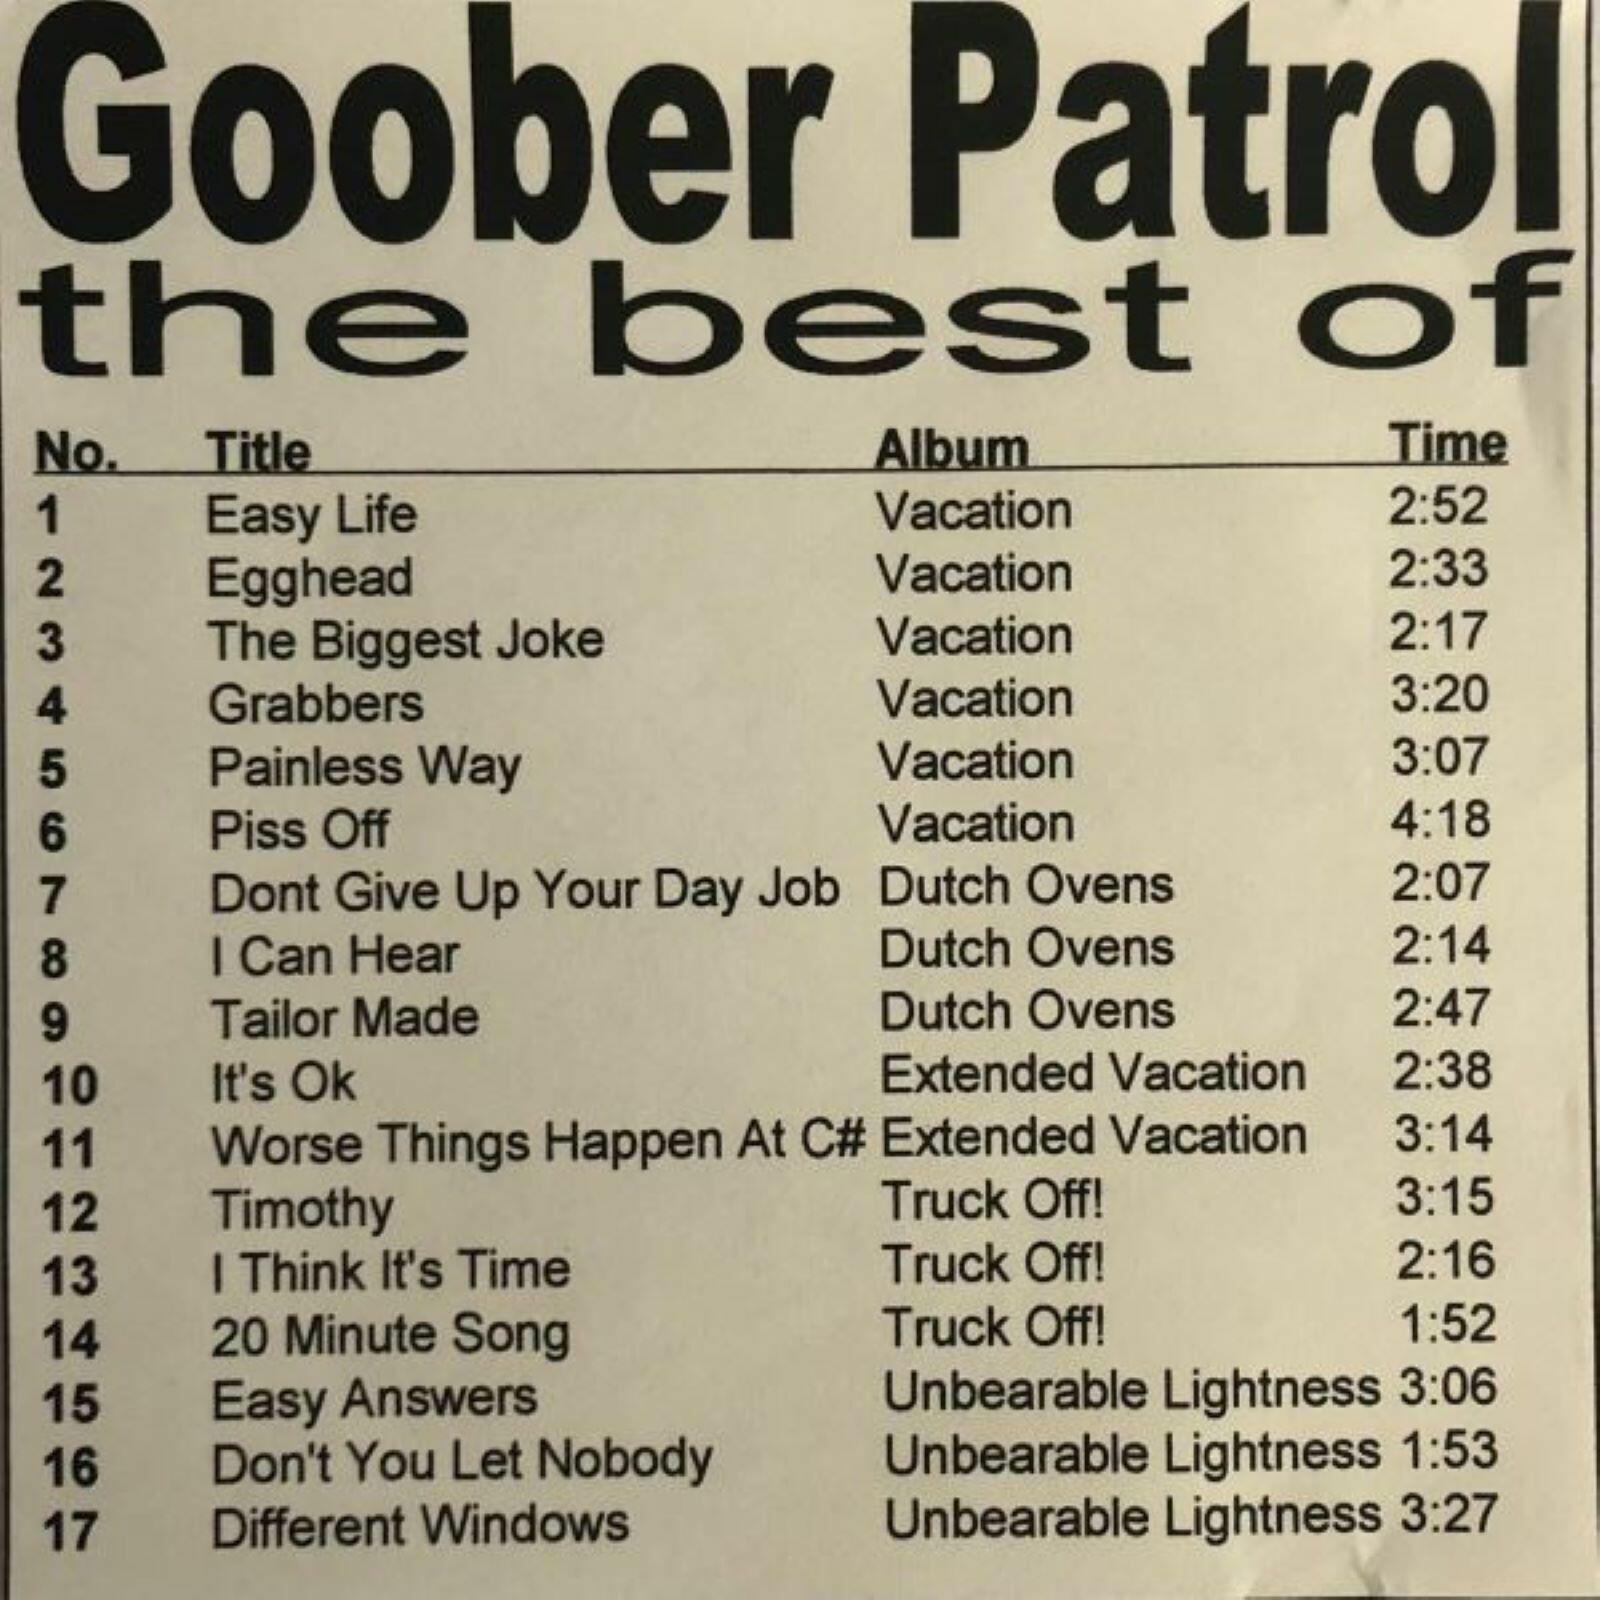 Goober Patrol
the best of
No. Title Album Time
1 Easy Life Vacation 2:52
2 Egghead Vacation 2:33
3 The Biggest Joke Vacation 2:17
4 Grabbers Vacation 3:20
5 Painless Way Vacation 3:07
6 Piss Off Vacation 4:18
7 Dont Give Up Your Day Job Dutch Ovens 2:07
8 I Can Hear Dutch Ovens 2:14
9 Tailor Made Dutch Ovens 2:47
10 It's Ok Extended Vacation 2:38
11 Worse Things Happen At C# Extended Vacation 3:14
12 Timothy Truck Off! 3:15
13 I Think It's Time Truck Off! 2:16
14 20 Minute Song Truck Off! 1:52
15 Easy Answers Unbearable Lightness 3:06
16 Don't You Let Nobody Unbearable Lightness 1:53
17 Different Windows Unbearable Lightness 3:27